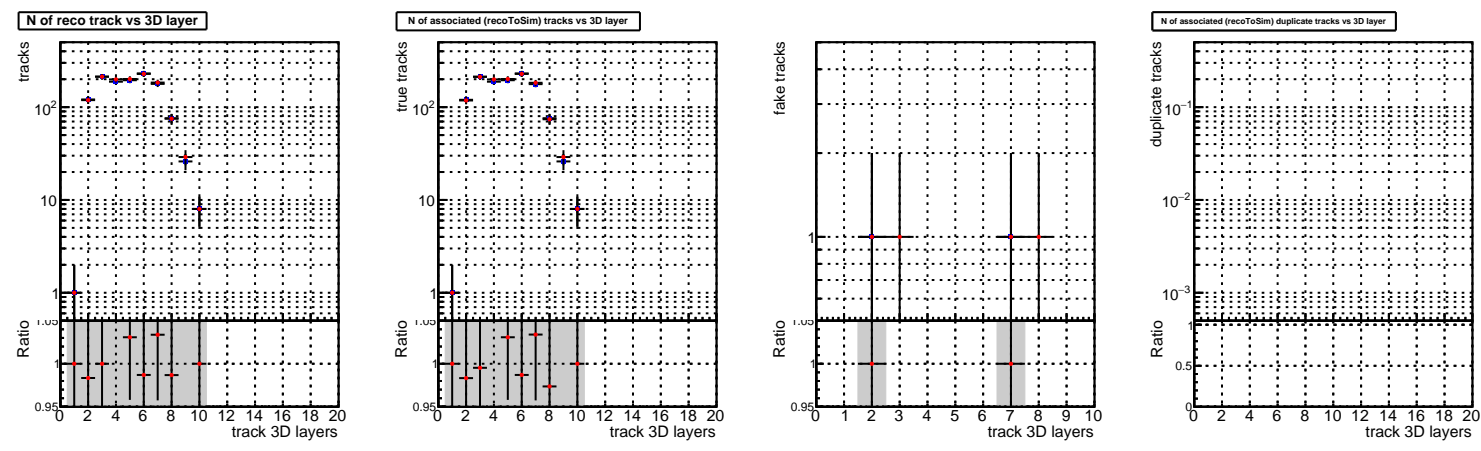 N of reco track vs 3D layer
tracks
10²
10
1
Ratio
1.05
1
0.95
0 2 4 6 8 10 12 14 16 18 20
track 3D layers
N of associated (recoToSim) tracks vs 3D layer
true tracks
10²
10
1
Ratio
1.05
1
0.95
0 2 4 6 8 10 12 14 16 18 20
track 3D layers
fake tracks
1
Ratio
1.05
1
0.95
0 1 2 3 4 5 6 7 8 9 10
track 3D layers
N of associated (recoToSim) duplicate tracks vs 3D layer
duplicate tracks
10⁻¹
10⁻²
10⁻³
Ratio
1
0.5
0
0 2 4 6 8 10 12 14 16 18 20
track 3D layers